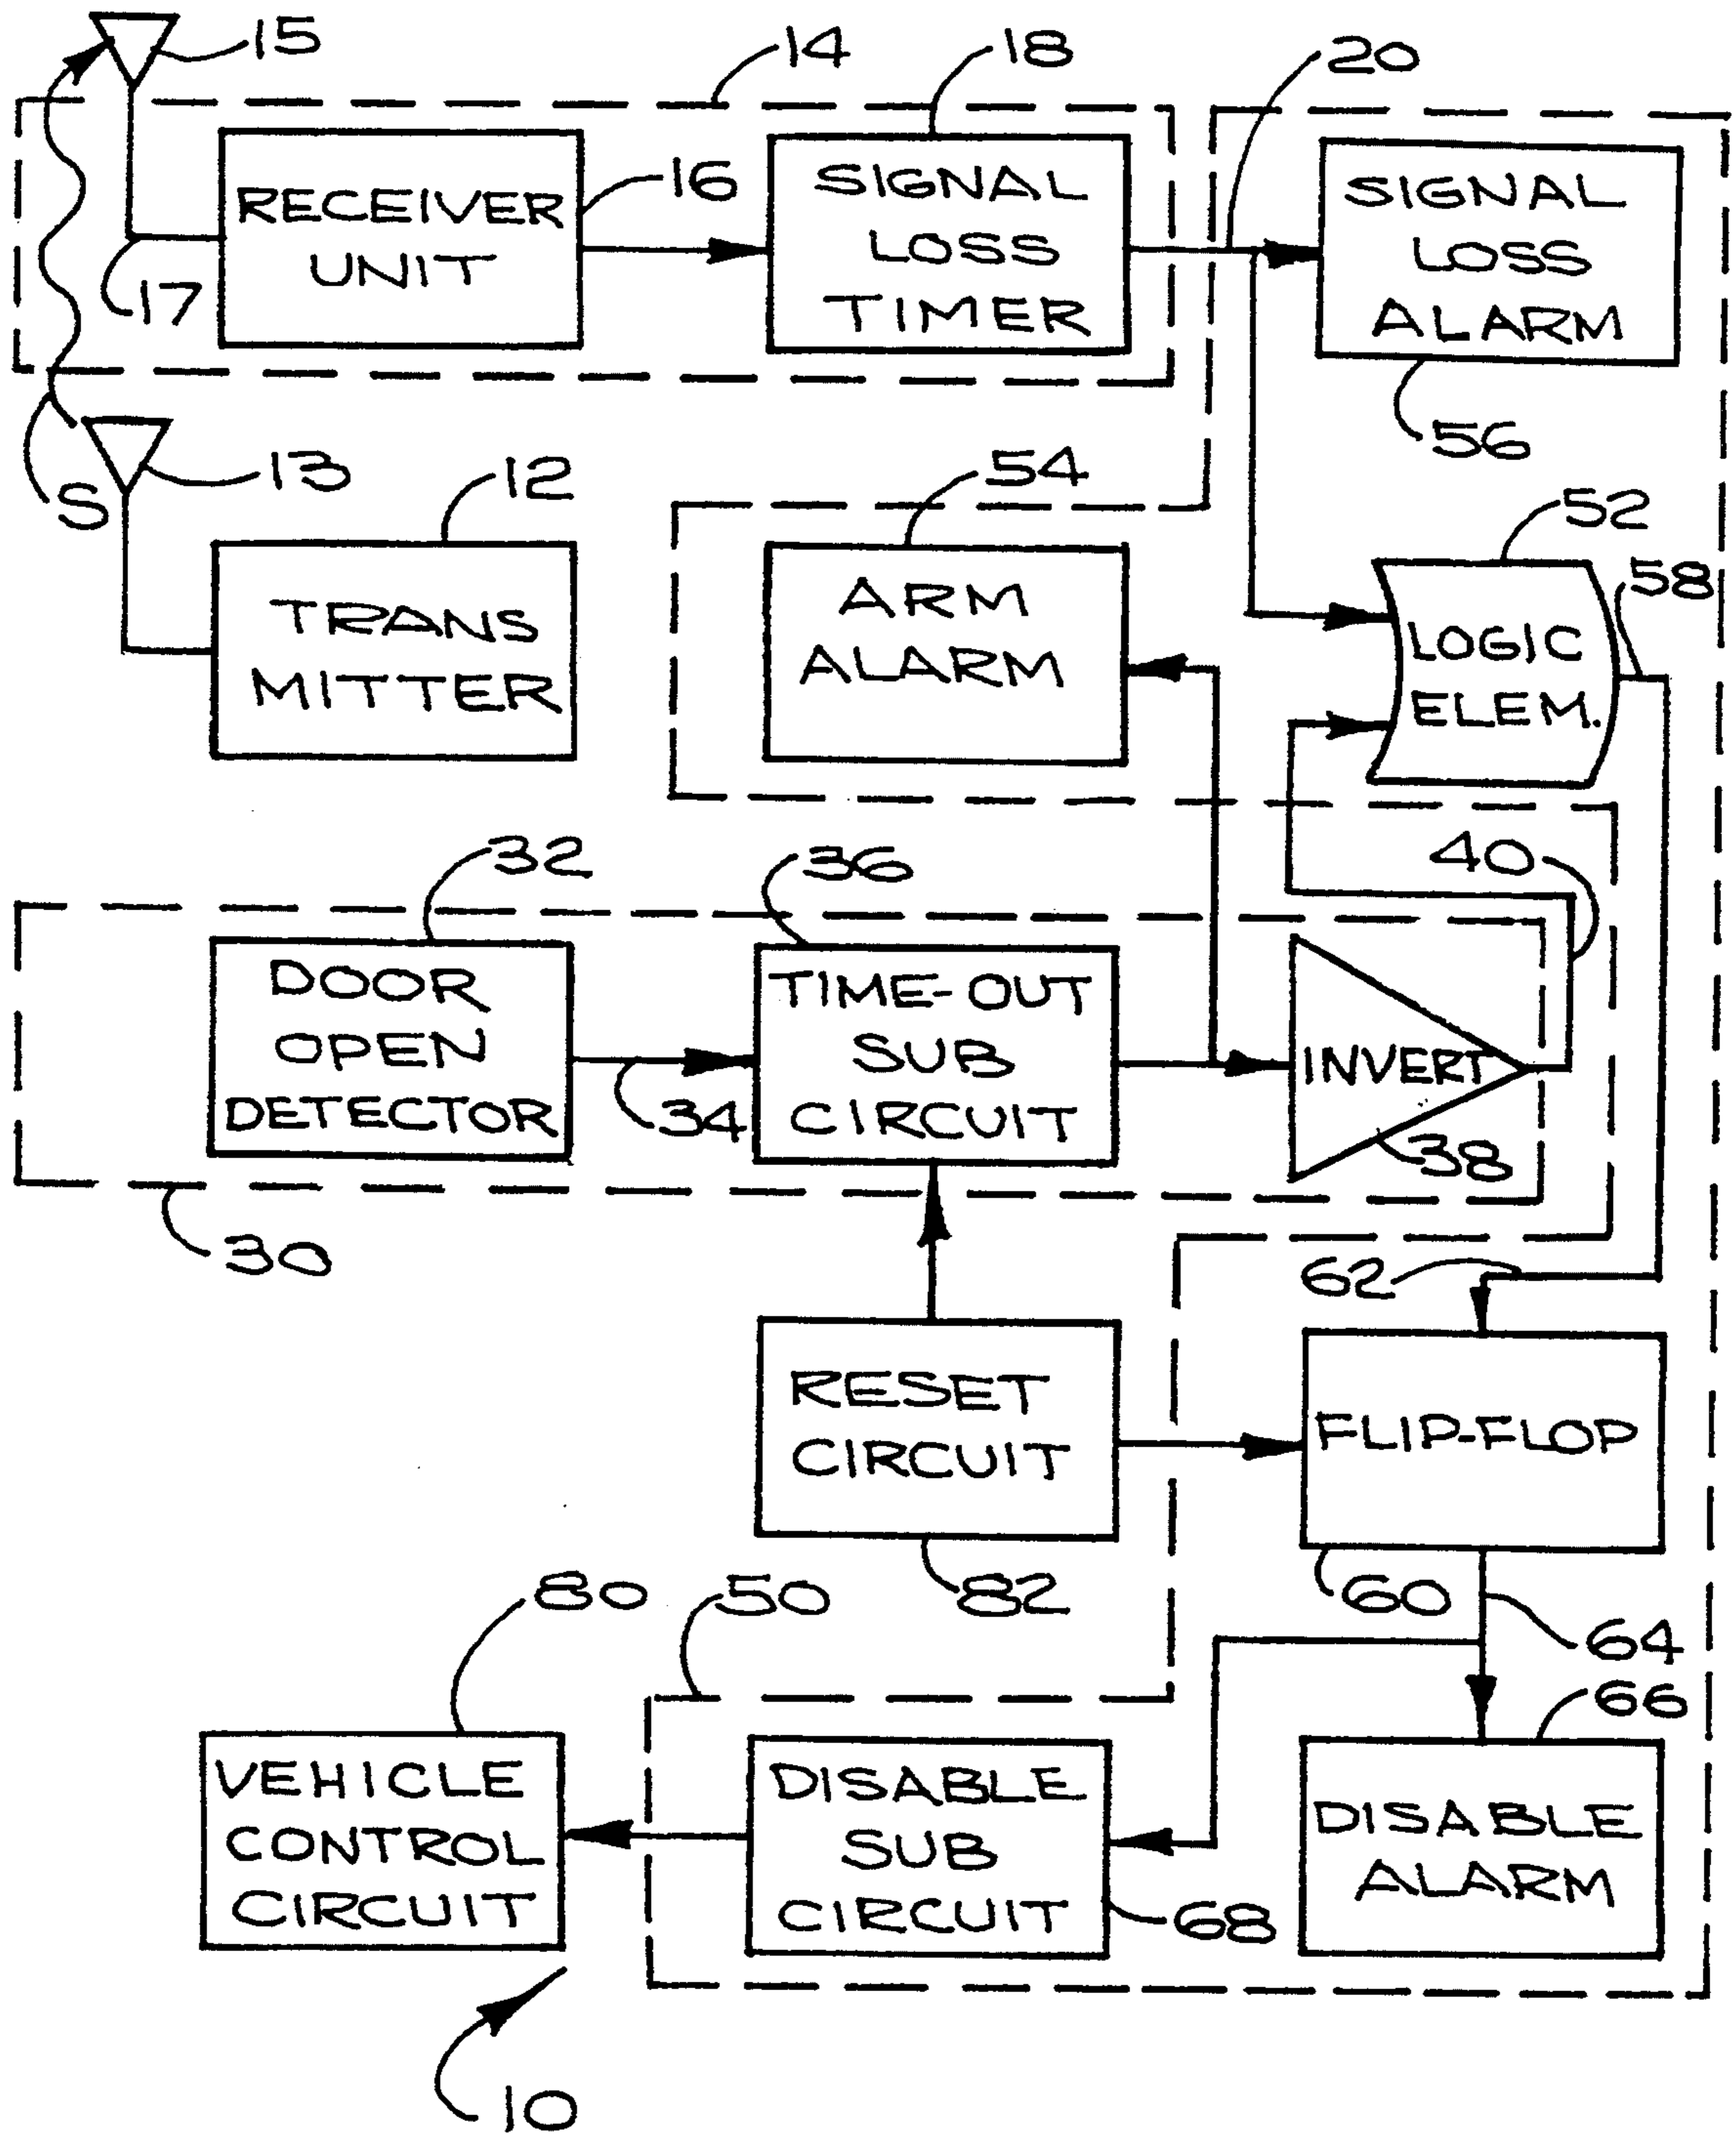 15
14
18
20
RECEIVER
UNIT
16
SIGNAL
LOSS
TIMER
SIGNAL
LOSS
ALARM
17
56
S
13
12
54
52
58
TRANS
MITTER
ARM
ALARM
LOGIC
ELEM.
32
36
40
DOOR
OPEN
DETECTOR
34
TIME-OUT
SUB
CIRCUIT
INVERT
38
30
62
RESET
CIRCUIT
FLIP-FLOP
80
50
82
60
64
66
VEHICLE
CONTROL
CIRCUIT
DISABLE
SUB
CIRCUIT
68
DISABLE
ALARM
10